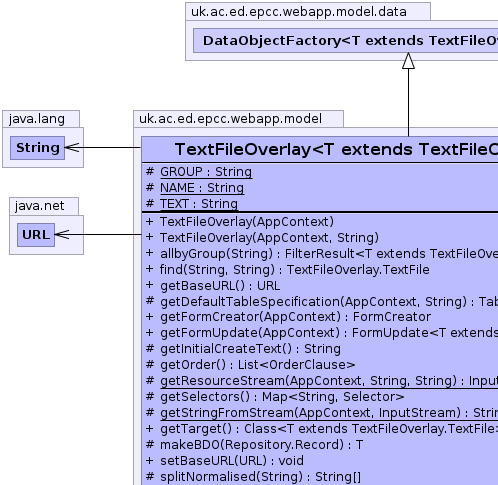 uk.ac.ed.epcc.webapp.model.data
DataObjectFactory<T extends TextFileOv
java.lang
String
java.net
URL
uk.ac.ed.epcc.webapp.model
TextFileOverlay<T extends TextFileO
# GROUP : String
# NAME : String
# TEXT : String
+ TextFileOverlay(AppContext)
+ TextFileOverlay(AppContext, String)
+ allbyGroup(String) : FilterResult<T extends TextFileOve
+ find(String, String) : TextFileOverlay.TextFile
+ getBaseURL() : URL
# getDefaultTableSpecification(AppContext, String) : Tab
+ getFormCreator(AppContext) : FormCreator
+ getFormUpdate(AppContext) : FormUpdate<T extends
# getInitialCreateText() : String
# getOrder() : List<OrderClause>
# getResourceStream(AppContext, String, String) : Input
# getSelectors() : Map<String, Selector>
# getStringFromStream(AppContext, InputStream) : Strin
+ getTarget() : Class<T extends TextFileOverlay.TextFile>
# makeBDO(Repository.Record) : T
+ setBaseURL(URL) : void
# splitNormalised(String) : String[]